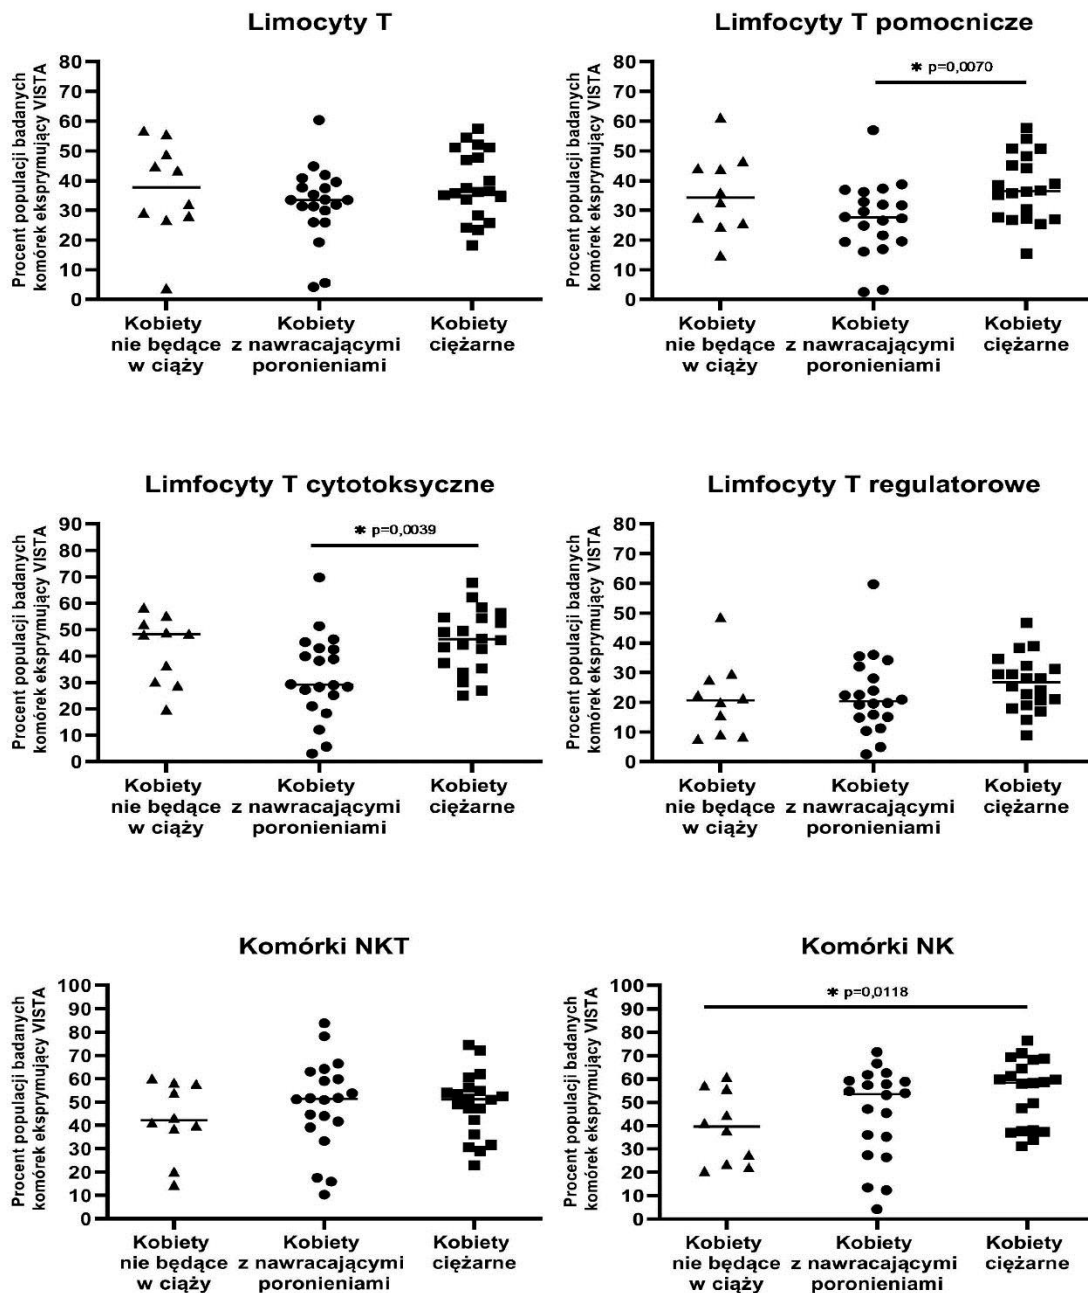 Limocyty T
Procent populacji badanych
komórek eksprymujący VISTA
80
70
60
50
40
30
20
10
0
Kobiety
nie będące
w ciąży
Kobiety
z nawracającymi
poronieniami
Kobiety
ciężarne
Limfocyty T pomocnicze
Procent populacji badanych
komórek eksprymujący VISTA
80
70
60
50
40
30
20
10
0
* p=0,0070
Kobiety
nie będące
w ciąży
Kobiety
z nawracającymi
poronieniami
Kobiety
ciężarne
Limfocyty T cytotoksyczne
Procent populacji badanych
komórek eksprymujący VISTA
90
80
70
60
50
40
30
20
10
0
* p=0,0039
Kobiety
nie będące
w ciąży
Kobiety
z nawracającymi
poronieniami
Kobiety
ciężarne
Limfocyty T regulatorowe
Procent populacji badanych
komórek eksprymujący VISTA
80
70
60
50
40
30
20
10
0
Kobiety
nie będące
w ciąży
Kobiety
z nawracającymi
poronieniami
Kobiety
ciężarne
Komórki NKT
Procent populacji badanych
komórek eksprymujący VISTA
100
90
80
70
60
50
40
30
20
10
0
Kobiety
nie będące
w ciąży
Kobiety
z nawracającymi
poronieniami
Kobiety
ciężarne
Komórki NK
Procent populacji badanych
komórek eksprymujący VISTA
100
90
80
70
60
50
40
30
20
10
0
* p=0,0118
Kobiety
nie będące
w ciąży
Kobiety
z nawracającymi
poronieniami
Kobiety
ciężarne